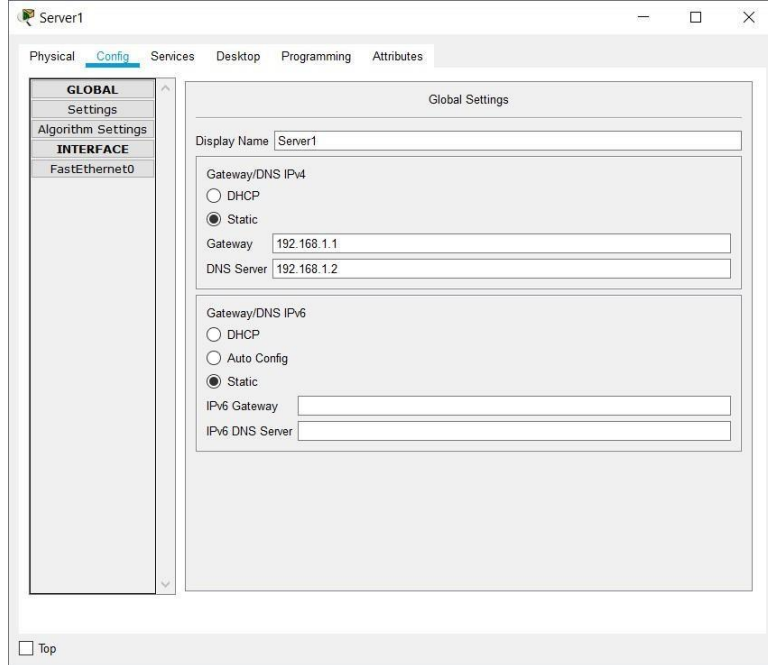 Server1
Physical Config Services Desktop Programming Attributes
GLOBAL
Settings
Algorithm Settings
INTERFACE
FastEthernet0
Global Settings
Display Name Server1
Gateway/DNS IPv4
DHCP
Static
Gateway 192.168.1.1
DNS Server 192.168.1.2
Gateway/DNS IPv6
DHCP
Auto Config
Static
IPv6 Gateway
IPv6 DNS Server
Top